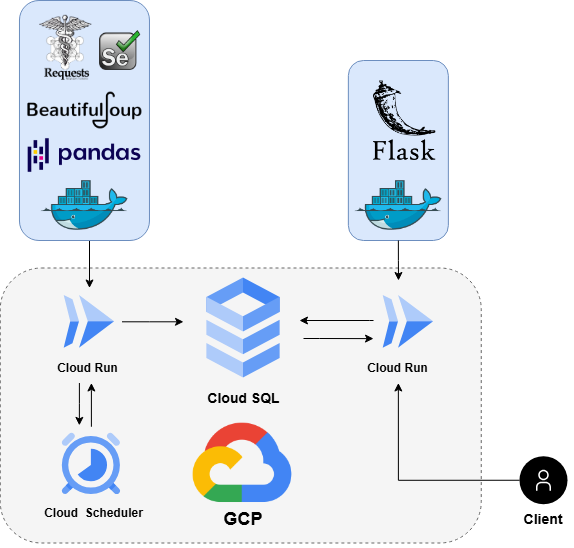 Requests
Se
BeautifulSoup
pandas
Flask
Cloud Run
Cloud SQL
Cloud Run
Cloud Scheduler
GCP
Client